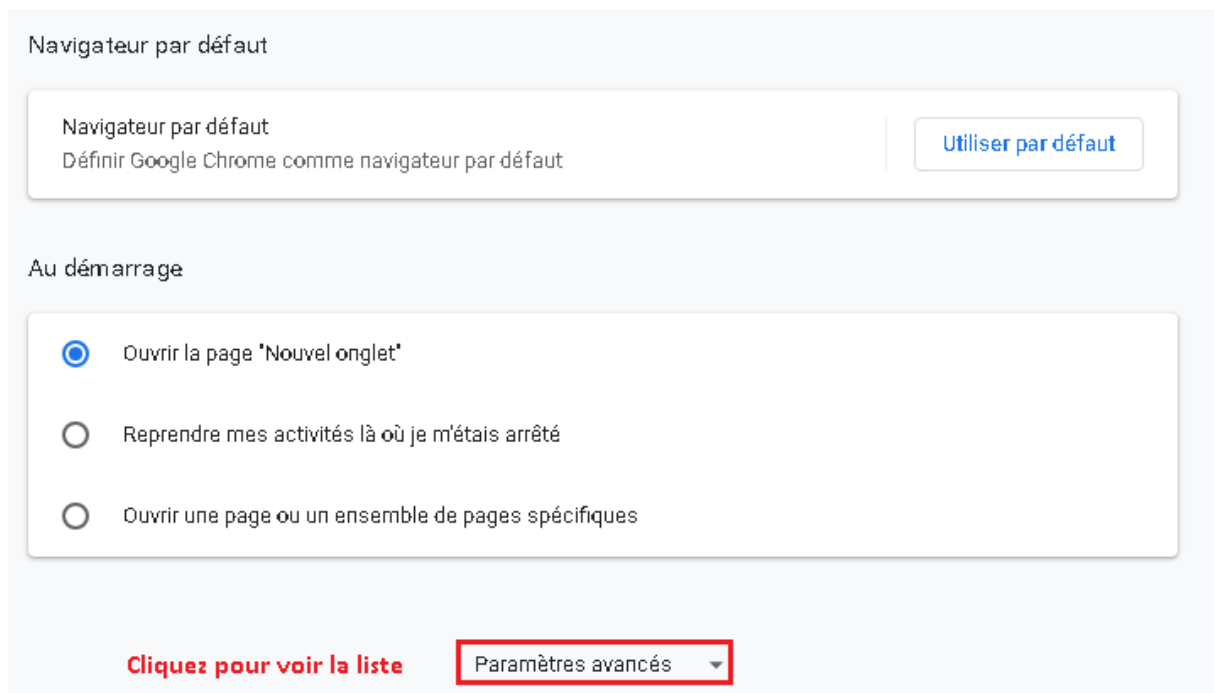 Navigateur par défaut
Navigateur par défaut
Définir Google Chrome comme navigateur par défaut
Utiliser par défaut
Au démarrage
Ouvrir la page "Nouvel onglet"
Reprendre mes activités là où je m'étais arrêté
Ouvrir une page ou un ensemble de pages spécifiques
Cliquez pour voir la liste
Paramètres avancés